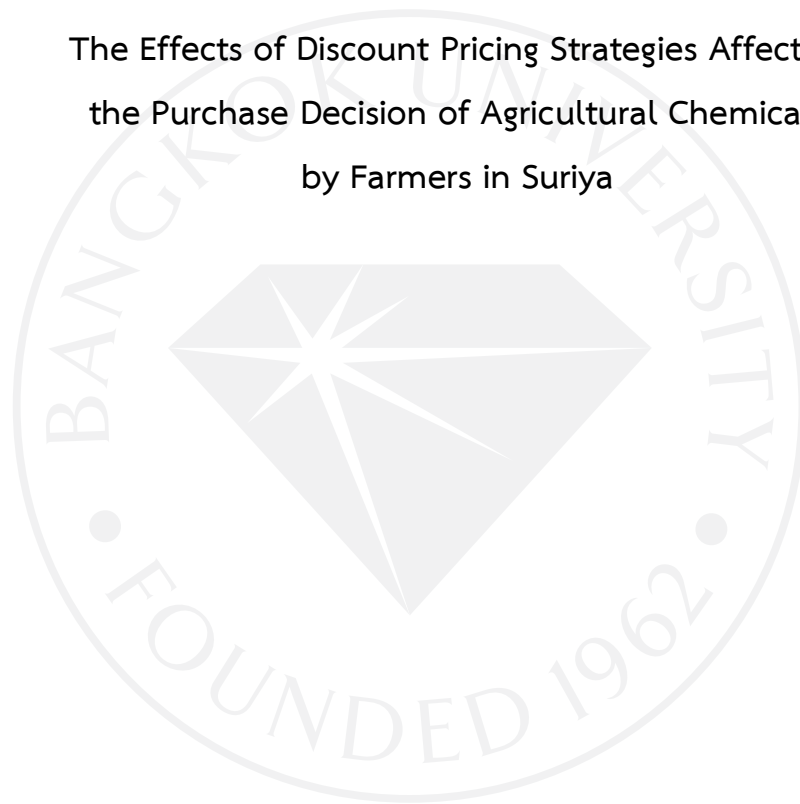 The Effects of Discount Pricing Strategies Affect
the Purchase Decision of Agricultural Chemica
by Farmers in Suriya
BANGKOK UNIVERSITY
• FOUNDED 1962 •